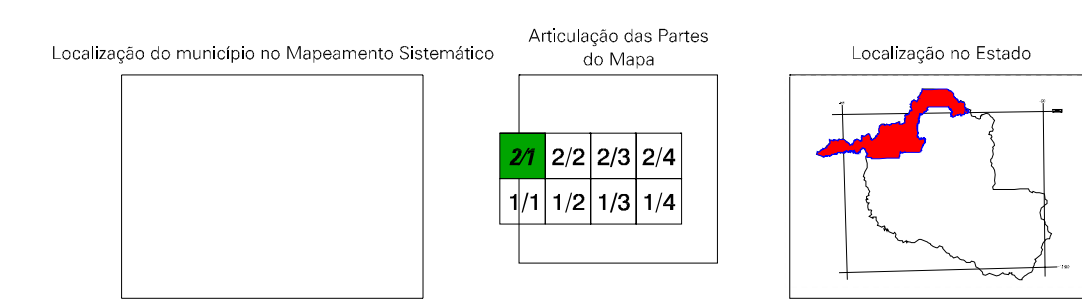 Localização do município no Mapeamento Sistemático
Articulação das Partes
do Mapa
Localização no Estado
2/1 2/2 2/3 2/4
1/1 1/2 1/3 1/4